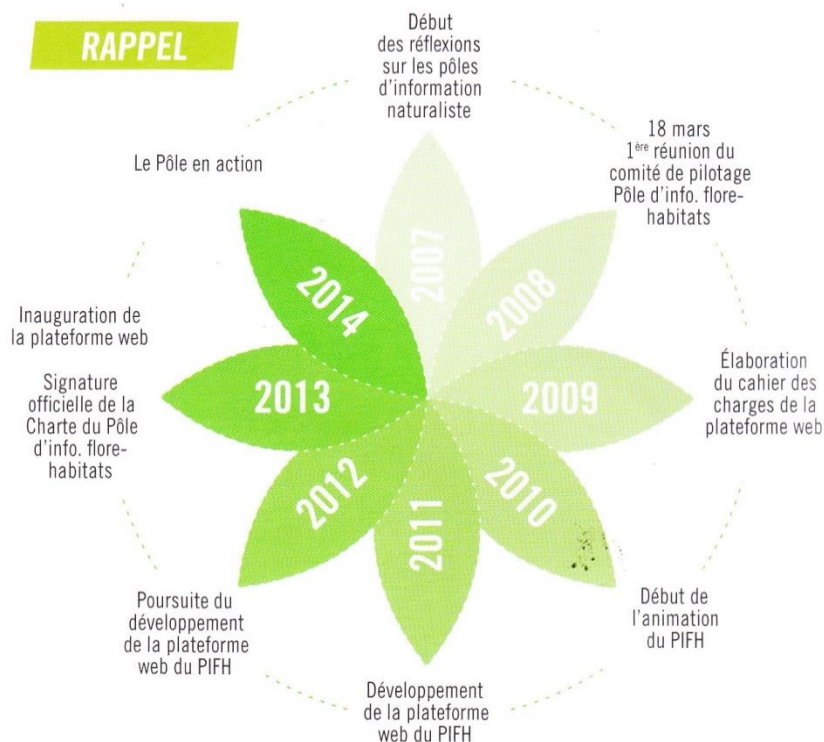 RAPPEL
Début
des réflexions
sur les pôles
d'information
naturaliste
2007
18 mars
1ère réunion du
comité de pilotage
Pôle d'info. flore-
habitats
2008
Élaboration
du cahier des
charges de la
plateforme web
2009
Début de
l'animation
du PIFH
2010
Développement
de la plateforme
web du PIFH
2011
Poursuite du
développement
de la plateforme
web du PIFH
2012
Inauguration de
la plateforme web
Signature
officielle de la
Charte du Pôle
d'info. flore-
habitats
2013
Le Pôle en action
2014